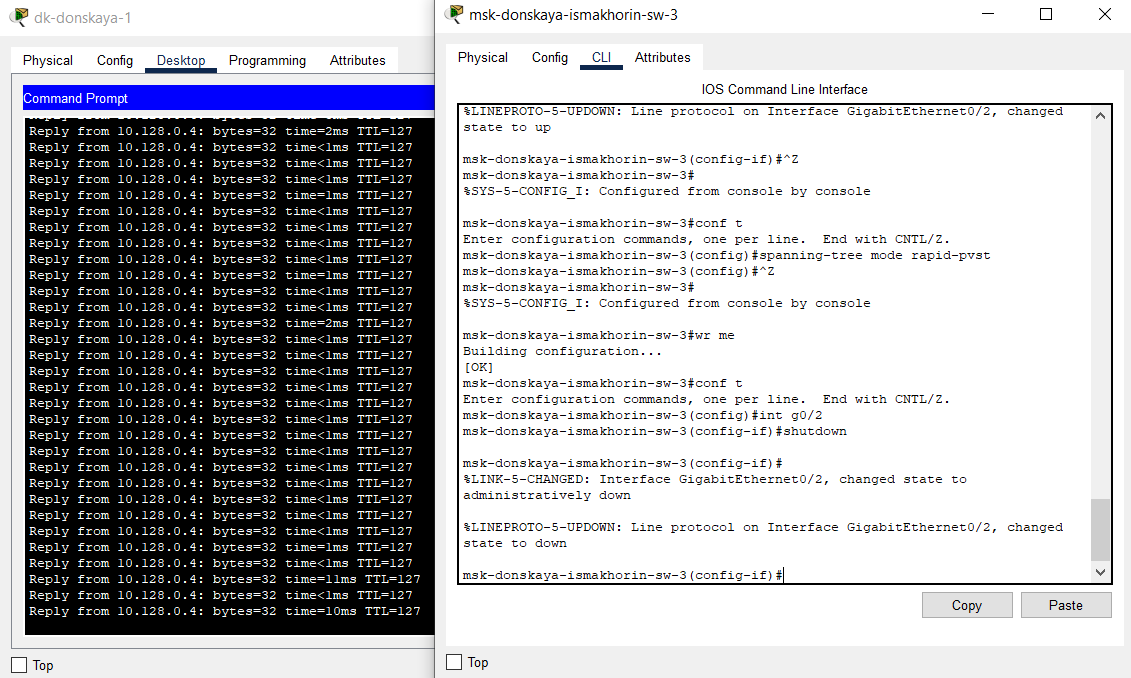 dk-donskaya-1
Physical Config Desktop Programming Attributes
Command Prompt
Reply from 10.128.0.4: bytes=32 time=2ms TTL=127
Reply from 10.128.0.4: bytes=32 time<1ms TTL=127
Reply from 10.128.0.4: bytes=32 time<1ms TTL=127
Reply from 10.128.0.4: bytes=32 time<1ms TTL=127
Reply from 10.128.0.4: bytes=32 time<1ms TTL=127
Reply from 10.128.0.4: bytes=32 time<1ms TTL=127
Reply from 10.128.0.4: bytes=32 time<1ms TTL=127
Reply from 10.128.0.4: bytes=32 time<1ms TTL=127
Reply from 10.128.0.4: bytes=32 time<1ms TTL=127
Reply from 10.128.0.4: bytes=32 time=1ms TTL=127
Reply from 10.128.0.4: bytes=32 time<1ms TTL=127
Reply from 10.128.0.4: bytes=32 time<1ms TTL=127
Reply from 10.128.0.4: bytes=32 time=2ms TTL=127
Reply from 10.128.0.4: bytes=32 time<1ms TTL=127
Reply from 10.128.0.4: bytes=32 time=1ms TTL=127
Reply from 10.128.0.4: bytes=32 time<1ms TTL=127
Reply from 10.128.0.4: bytes=32 time<1ms TTL=127
Reply from 10.128.0.4: bytes=32 time<1ms TTL=127
Reply from 10.128.0.4: bytes=32 time<1ms TTL=127
Reply from 10.128.0.4: bytes=32 time<1ms TTL=127
Reply from 10.128.0.4: bytes=32 time<1ms TTL=127
Reply from 10.128.0.4: bytes=32 time<1ms TTL=127
Reply from 10.128.0.4: bytes=32 time<1ms TTL=127
Reply from 10.128.0.4: bytes=32 time<1ms TTL=127
Reply from 10.128.0.4: bytes=32 time<1ms TTL=127
Reply from 10.128.0.4: bytes=32 time<1ms TTL=127
Reply from 10.128.0.4: bytes=32 time=1ms TTL=127
Reply from 10.128.0.4: bytes=32 time<1ms TTL=127
Reply from 10.128.0.4: bytes=32 time=11ms TTL=127
Reply from 10.128.0.4: bytes=32 time<1ms TTL=127
Reply from 10.128.0.4: bytes=32 time=10ms TTL=127
Top
msk-donskaya-ismakhorin-sw-3
Physical Config CLI Attributes
IOS Command Line Interface
%LINEPROTO-5-UPDOWN: Line protocol on Interface GigabitEthernet0/2, changed
state to up
msk-donskaya-ismakhorin-sw-3(config-if)#^Z
msk-donskaya-ismakhorin-sw-3#
%SYS-5-CONFIG_I: Configured from console by console
msk-donskaya-ismakhorin-sw-3#conf t
Enter configuration commands, one per line.  End with CNTL/Z.
msk-donskaya-ismakhorin-sw-3(config)#spanning-tree mode rapid-pvst
msk-donskaya-ismakhorin-sw-3(config)#^Z
msk-donskaya-ismakhorin-sw-3#
%SYS-5-CONFIG_I: Configured from console by console
msk-donskaya-ismakhorin-sw-3#wr me
Building configuration...
[OK]
msk-donskaya-ismakhorin-sw-3#conf t
Enter configuration commands, one per line.  End with CNTL/Z.
msk-donskaya-ismakhorin-sw-3(config)#int g0/2
msk-donskaya-ismakhorin-sw-3(config-if)#shutdown
msk-donskaya-ismakhorin-sw-3(config-if)#
%LINK-5-CHANGED: Interface GigabitEthernet0/2, changed state to
administratively down
%LINEPROTO-5-UPDOWN: Line protocol on Interface GigabitEthernet0/2, changed
state to down
msk-donskaya-ismakhorin-sw-3(config-if)#
Copy Paste
Top